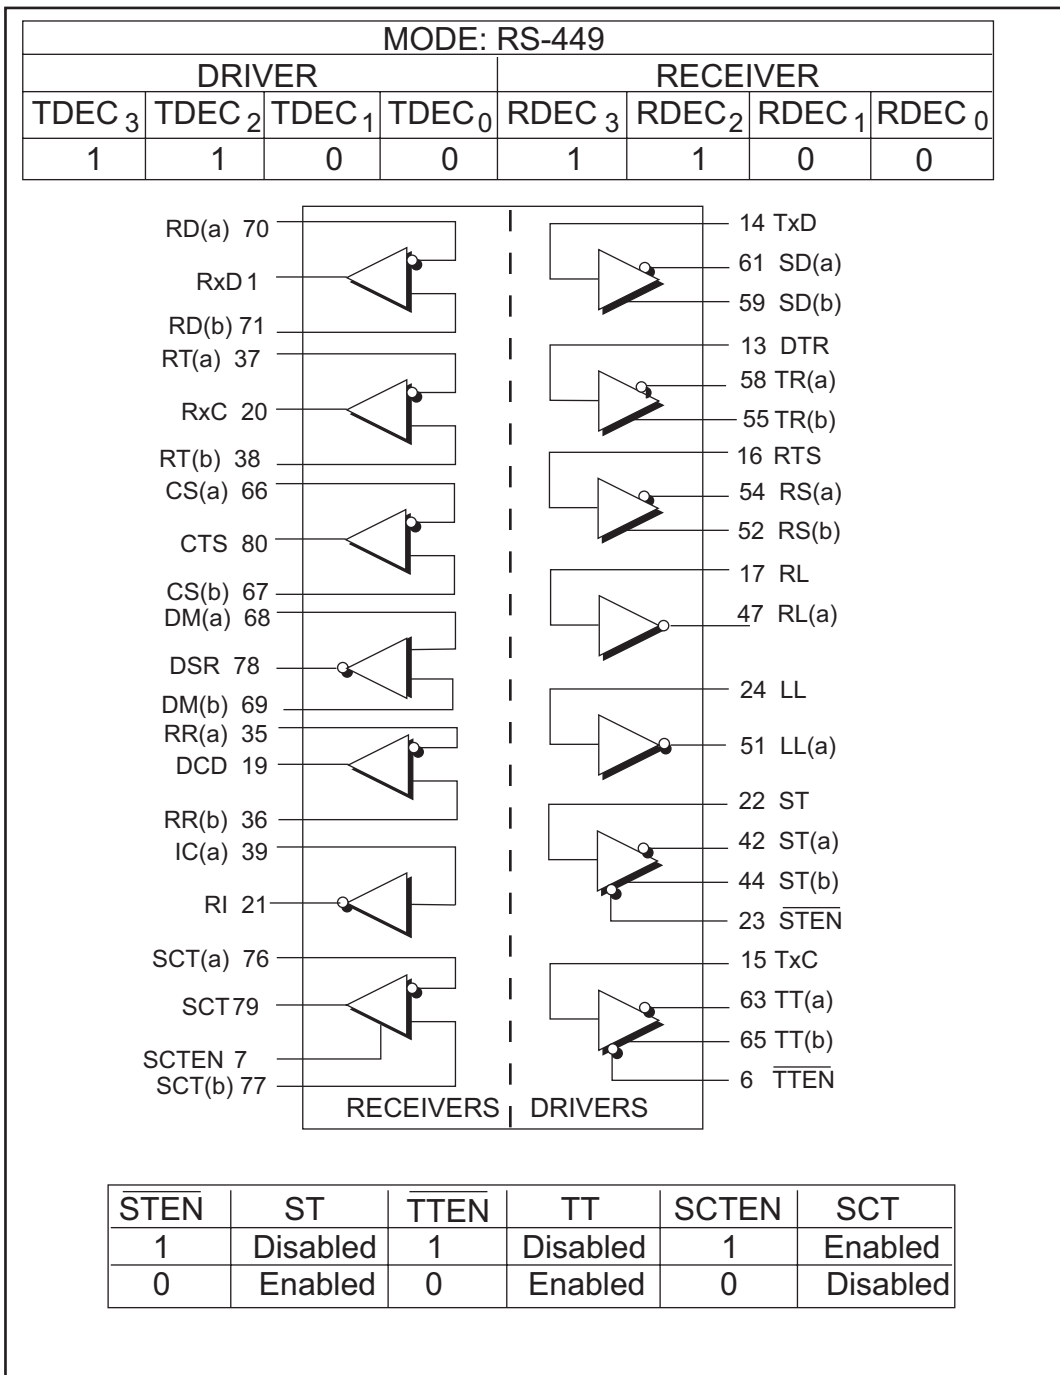 MODE: RS-449
DRIVER RECEIVER
TDEC3 TDEC2 TDEC1 TDEC0 RDEC3 RDEC2 RDEC1 RDEC0
1 1 0 0 1 1 0 0
RD(a) 70
RxD 1
RD(b) 71
RT(a) 37
RxC 20
RT(b) 38
CS(a) 66
CTS 80
CS(b) 67
DM(a) 68
DSR 78
DM(b) 69
RR(a) 35
DCD 19
RR(b) 36
IC(a) 39
RI 21
SCT(a) 76
SCT 79
SCTEN 7
SCT(b) 77
14 TxD
61 SD(a)
59 SD(b)
13 DTR
58 TR(a)
55 TR(b)
16 RTS
54 RS(a)
52 RS(b)
17 RL
47 RL(a)
24 LL
51 LL(a)
22 ST
42 ST(a)
44 ST(b)
23 S̅T̅E̅N̅
15 TxC
63 TT(a)
65 TT(b)
6 T̅T̅E̅N̅
RECEIVERS DRIVERS
S̅T̅E̅N̅ ST T̅T̅E̅N̅ TT SCTEN SCT
1 Disabled 1 Disabled 1 Enabled
0 Enabled 0 Enabled 0 Disabled